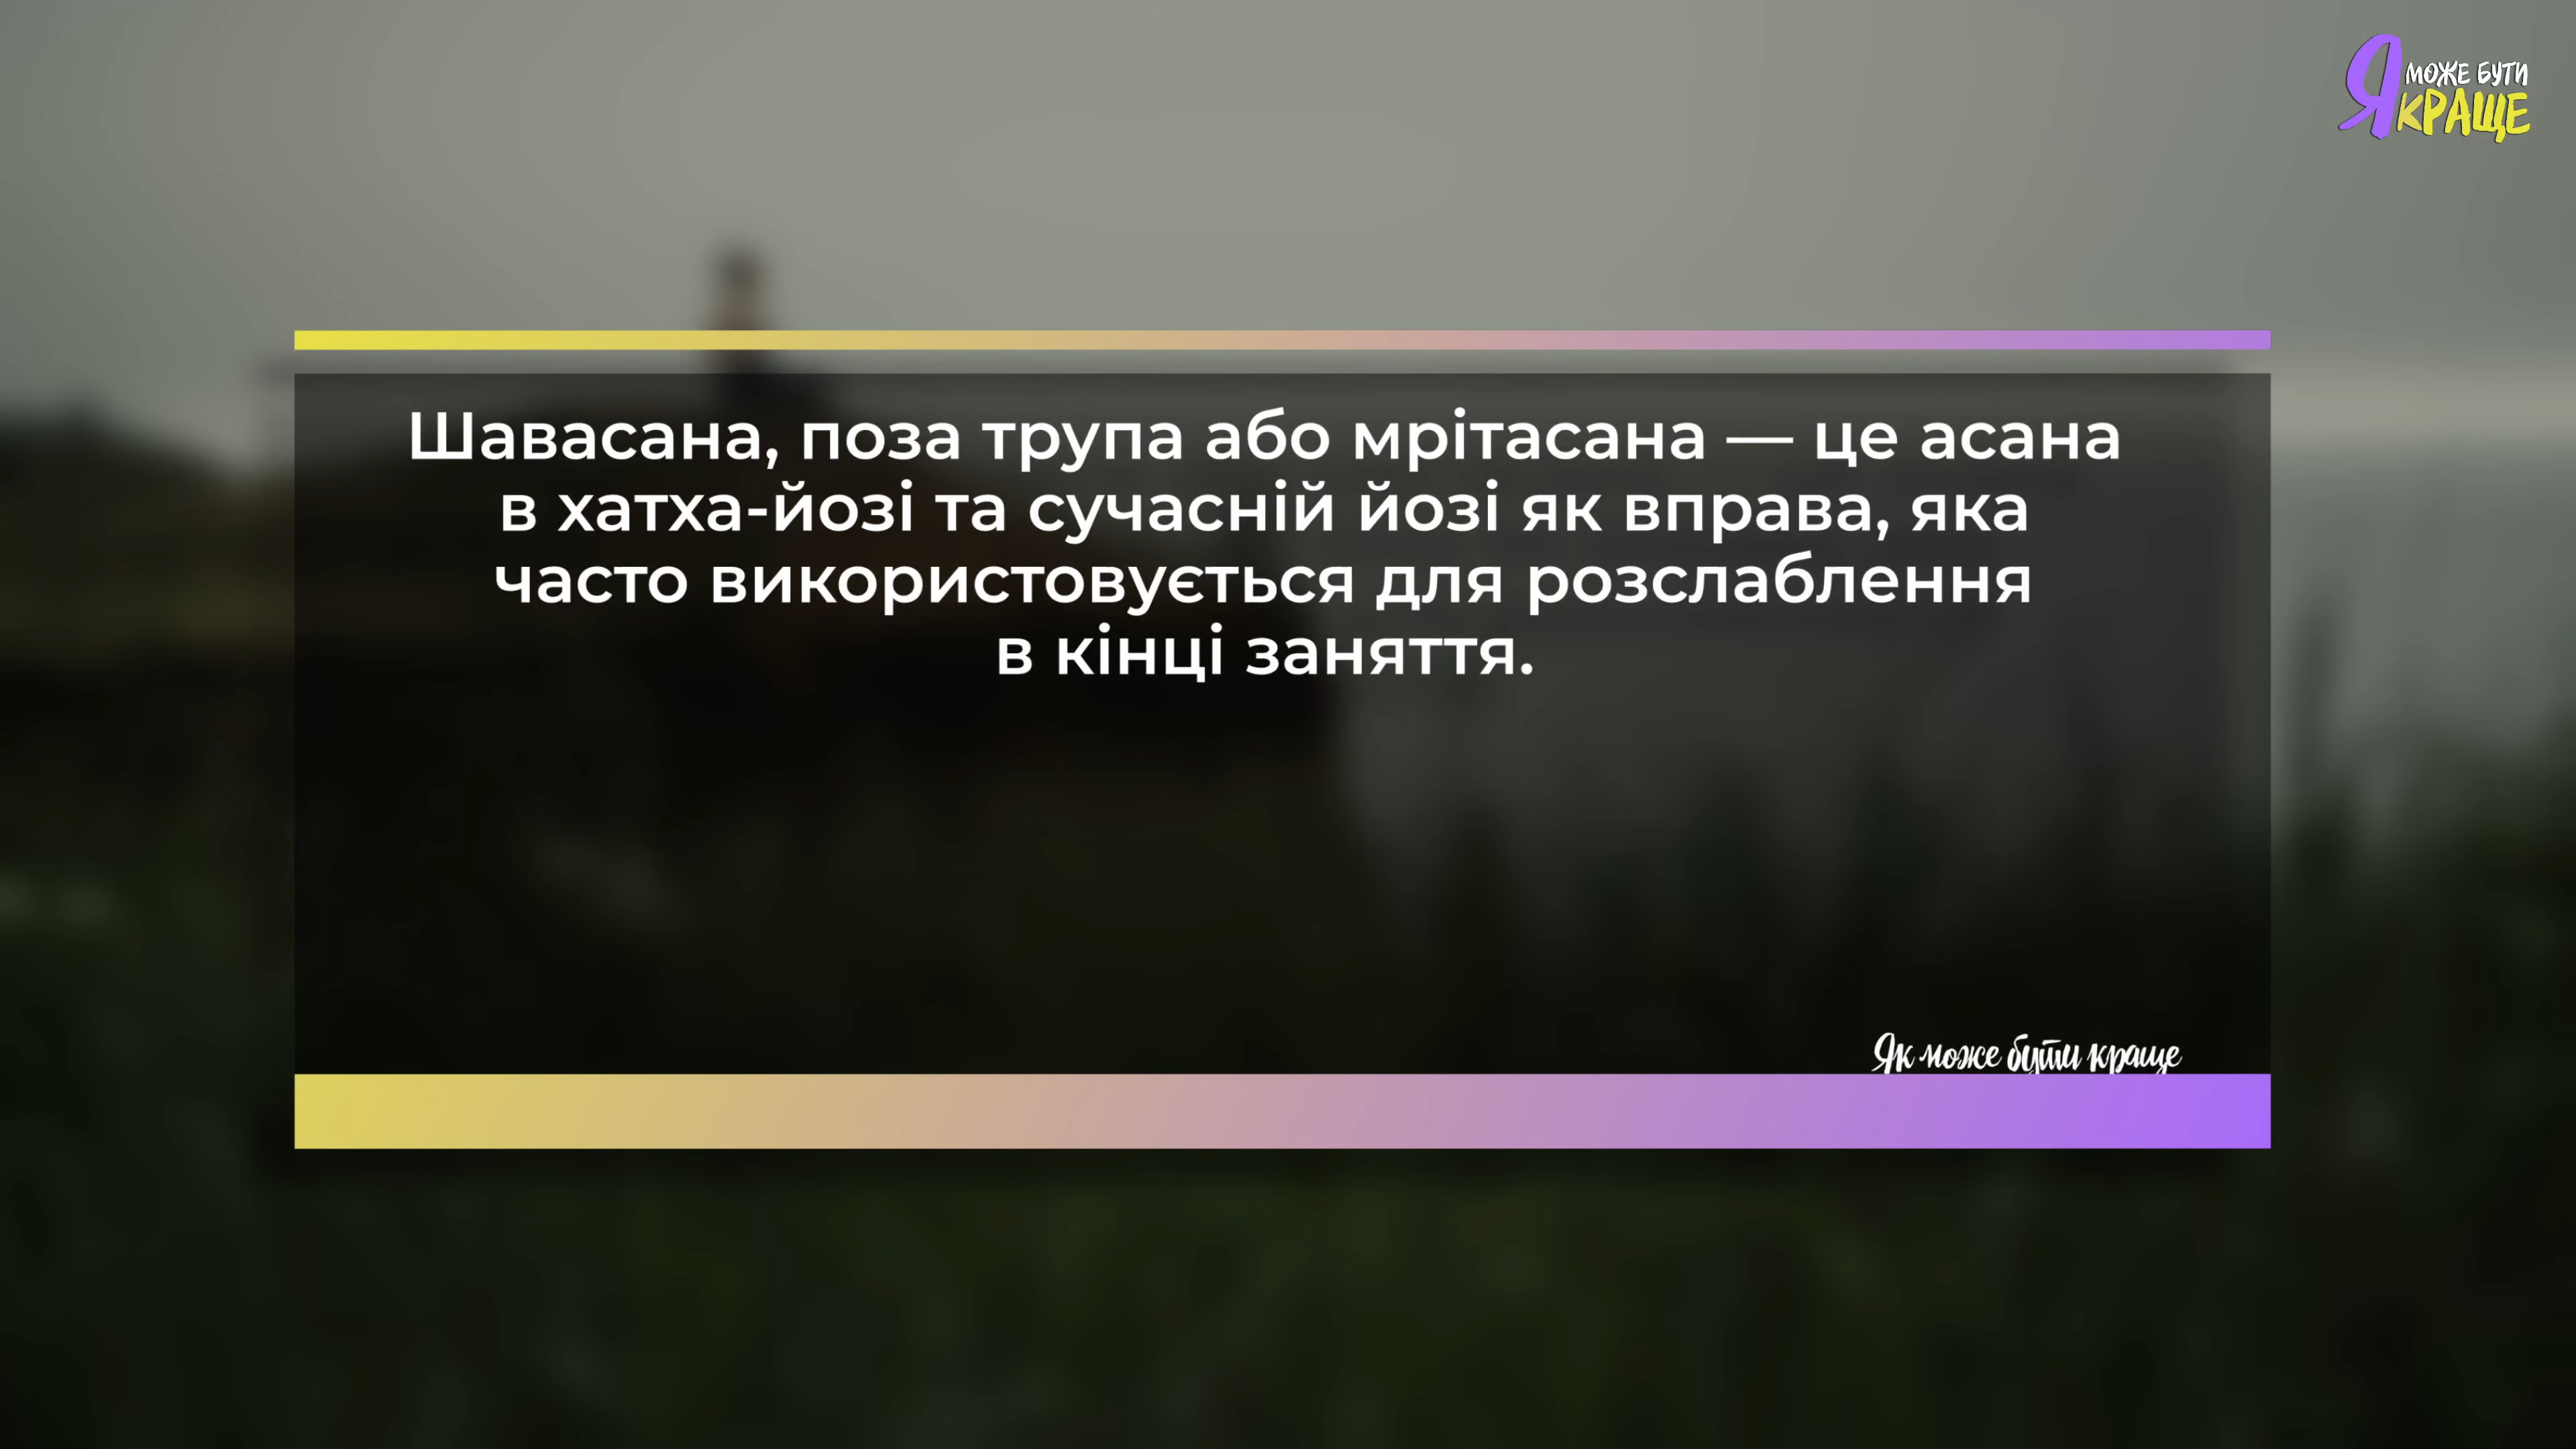 Як МОЖЕ БУТИ
КРАЩЕ
Шавасана, поза трупа або мрітасана — це асана
в хатха-йозі та сучасній йозі як вправа, яка
часто використовується для розслаблення
в кінці заняття.
Як може бути краще